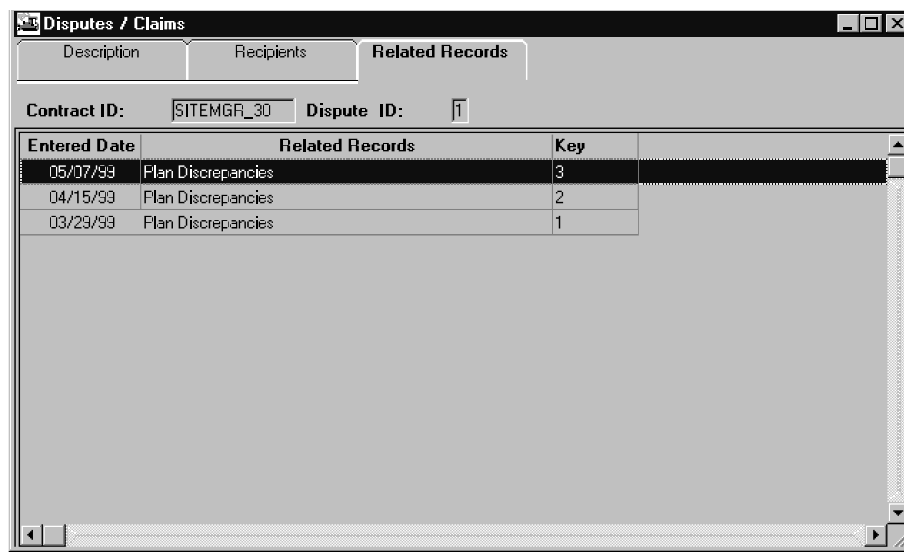 Disputes / Claims
Description Recipients Related Records
Contract ID: SITEMGR_30 Dispute ID: 1
Entered Date Related Records Key
05/07/99 Plan Discrepancies 3
04/15/99 Plan Discrepancies 2
03/29/99 Plan Discrepancies 1